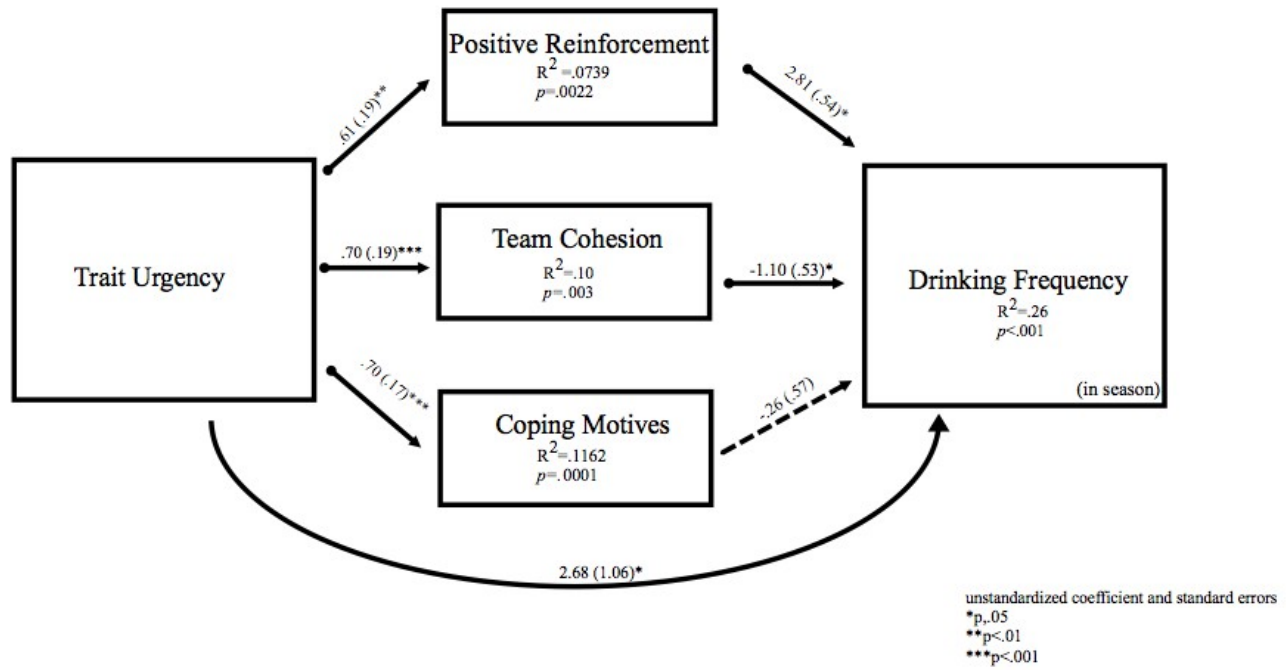 Positive Reinforcement
R2 =.0739
p=.0022
.61 (.19)**
2.81 (.54)*
Trait Urgency
.70 (.19)***
Team Cohesion
R2=.10
p=.003
-1.10 (.53)*
Drinking Frequency
R2=.26
p<.001
(in season)
.70 (.17)***
Coping Motives
R2=.1162
p=.0001
-.26 (.57)
2.68 (1.06)*
unstandardized coefficient and standard errors
*p,.05
**p<.01
***p<.001